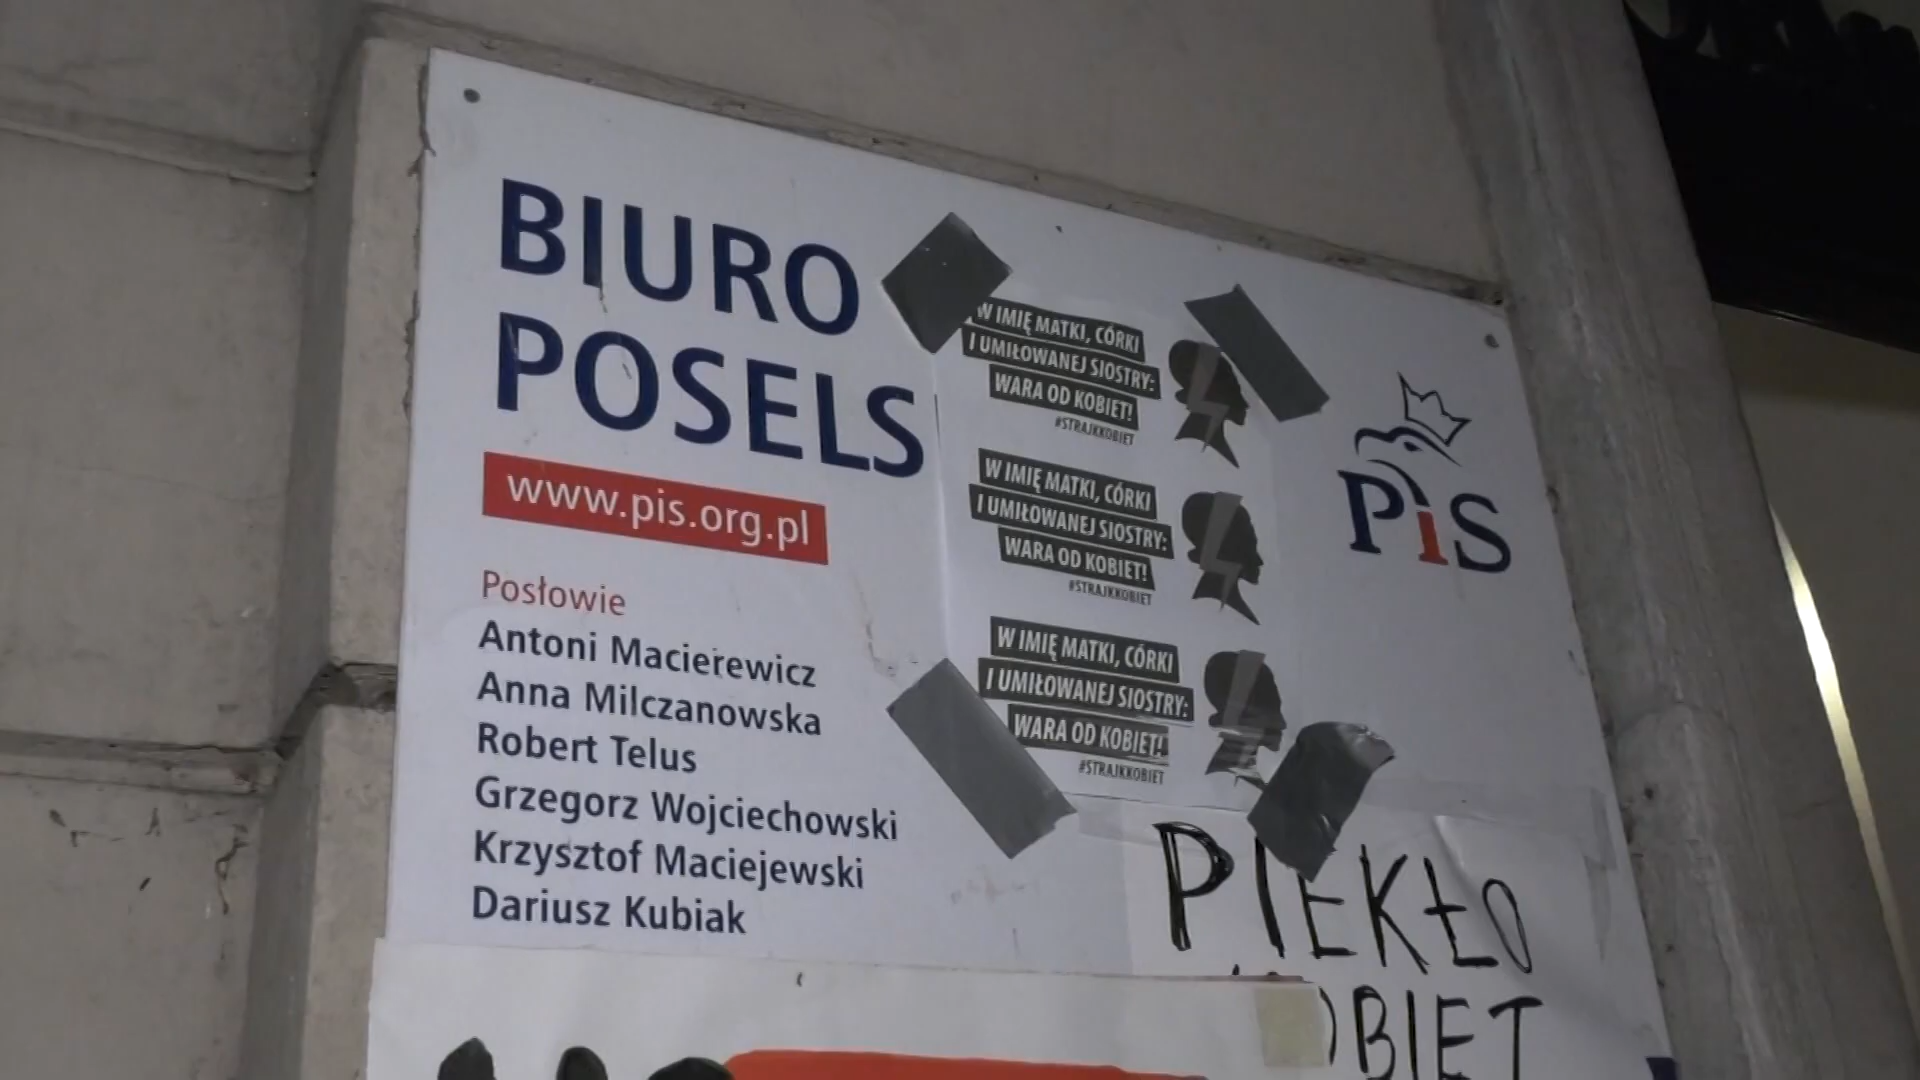 BIURO
POSELS
www.pis.org.pl
Posłowie
Antoni Macierewicz
Anna Milczanowska
Robert Telus
Grzegorz Wojciechowski
Krzysztof Maciejewski
Dariusz Kubiak
W IMIĘ MATKI, CÓRKI
I UMIŁOWANEJ SIOSTRY:
WARA OD KOBIET!
#STRAJKKOBIET
W IMIĘ MATKI, CÓRKI
I UMIŁOWANEJ SIOSTRY:
WARA OD KOBIET!
#STRAJKKOBIET
W IMIĘ MATKI, CÓRKI
I UMIŁOWANEJ SIOSTRY:
WARA OD KOBIET!
#STRAJKKOBIET
PiS
PIEKŁO
OBIET